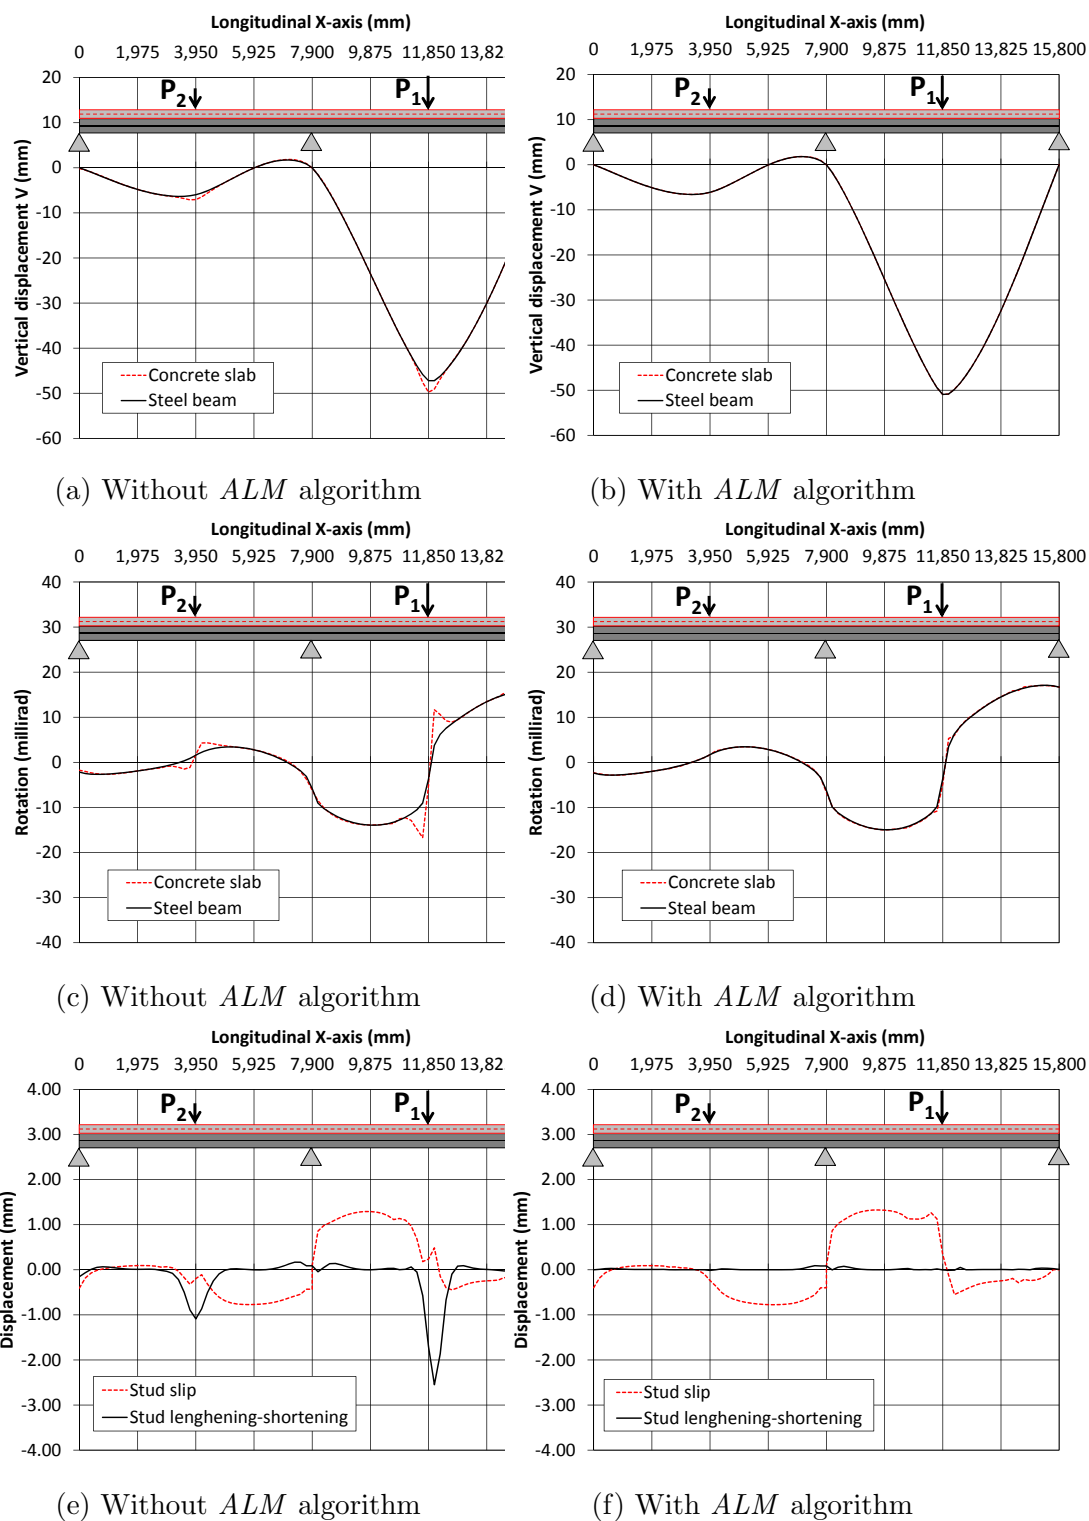 Longitudinal X-axis (mm)
0 1,975 3,950 5,925 7,900 9,875 11,850 13,82
20
10
0
-10
-20
-30
-40
-50
-60
Vertical displacement V (mm)
P2
P1
Concrete slab
Steel beam
(a) Without ALM algorithm
Longitudinal X-axis (mm)
0 1,975 3,950 5,925 7,900 9,875 11,850 13,825 15,800
20
10
0
-10
-20
-30
-40
-50
-60
Vertical displacement V (mm)
P2
P1
Concrete slab
Steel beam
(b) With ALM algorithm
Longitudinal X-axis (mm)
0 1,975 3,950 5,925 7,900 9,875 11,850 13,82
40
30
20
10
0
-10
-20
-30
-40
Rotation (millirad)
P2
P1
Concrete slab
Steel beam
(c) Without ALM algorithm
Longitudinal X-axis (mm)
0 1,975 3,950 5,925 7,900 9,875 11,850 13,825 15,800
40
30
20
10
0
-10
-20
-30
-40
Rotation (millirad)
P2
P1
Concrete slab
Steal beam
(d) With ALM algorithm
Longitudinal X-axis (mm)
0 1,975 3,950 5,925 7,900 9,875 11,850 13,82
4.00
3.00
2.00
1.00
0.00
-1.00
-2.00
-3.00
-4.00
Displacement (mm)
P2
P1
Stud slip
Stud lenghening-shortening
(e) Without ALM algorithm
Longitudinal X-axis (mm)
0 1,975 3,950 5,925 7,900 9,875 11,850 13,825 15,800
4.00
3.00
2.00
1.00
0.00
-1.00
-2.00
-3.00
-4.00
Displacement (mm)
P2
P1
Stud slip
Stud lenghening-shortening
(f) With ALM algorithm